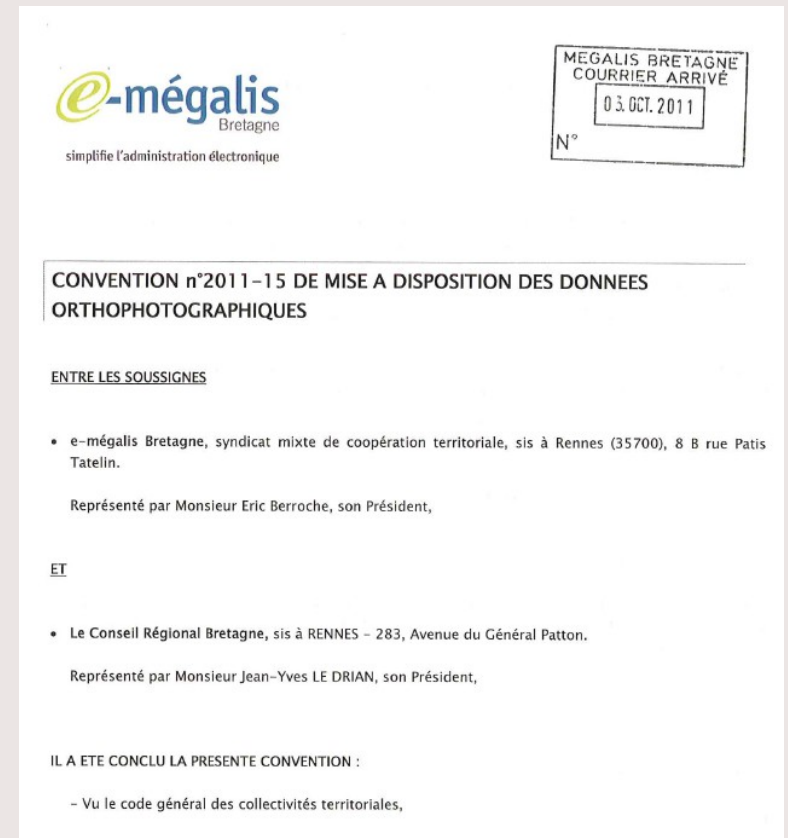 e-mégalis
Bretagne
simplifie l'administration électronique
MEGALIS BRETAGNE
COURRIER ARRIVÉ
03. OCT. 2011
N°
CONVENTION n°2011-15 DE MISE A DISPOSITION DES DONNEES
ORTHOPHOTOGRAPHIQUES
ENTRE LES SOUSSIGNES
• e-mégalis Bretagne, syndicat mixte de coopération territoriale, sis à Rennes (35700), 8 B rue Patis
Tatelin.
Représenté par Monsieur Eric Berroche, son Président,
ET
• Le Conseil Régional Bretagne, sis à RENNES - 283, Avenue du Général Patton.
Représenté par Monsieur Jean-Yves LE DRIAN, son Président,
IL A ETE CONCLU LA PRESENTE CONVENTION :
- Vu le code général des collectivités territoriales,